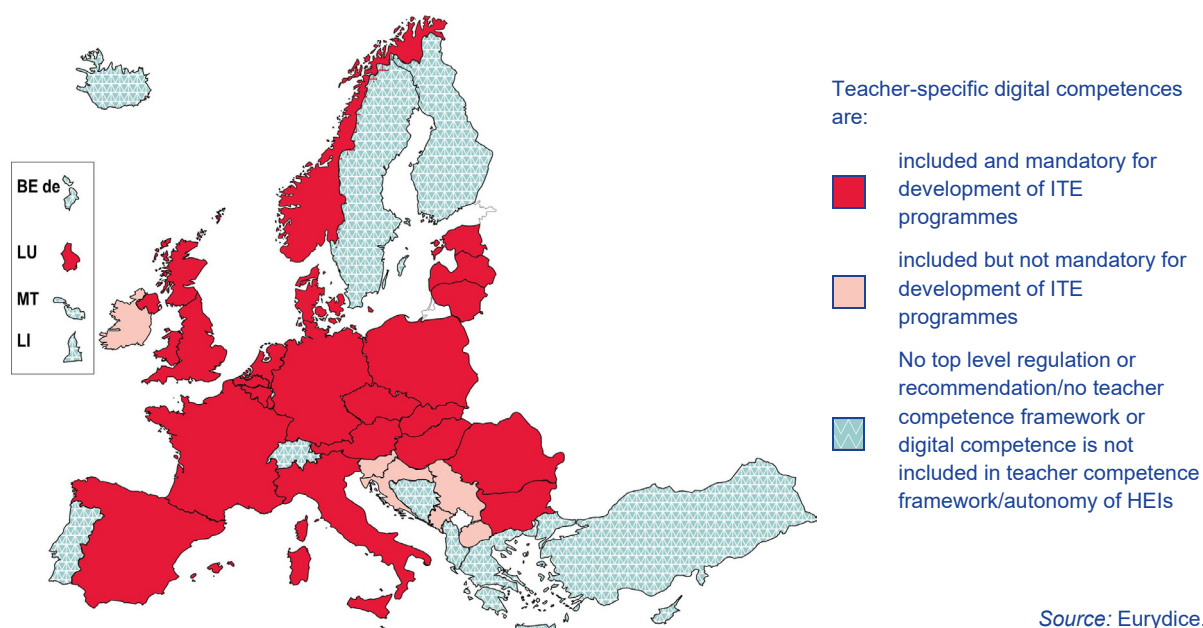 BE de
LU
MT
LI
Teacher-specific digital competences
are:
included and mandatory for
development of ITE
programmes
included but not mandatory for
development of ITE
programmes
No top level regulation or
recommendation/no teacher
competence framework or
digital competence is not
included in teacher competence
framework/autonomy of HEIs
Source: Eurydice.